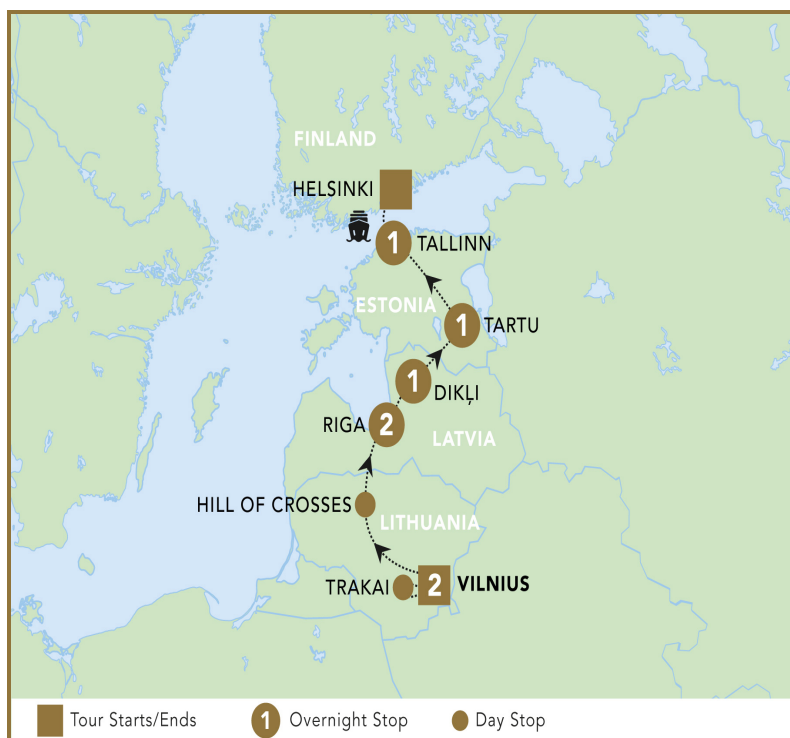 FINLAND
HELSINKI
1 TALLINN
ESTONIA
1 TARTU
1 DIKĻI
RIGA 2
LATVIA
HILL OF CROSSES
LITHUANIA
TRAKAI 2 VILNIUS
Tour Starts/Ends 1 Overnight Stop Day Stop